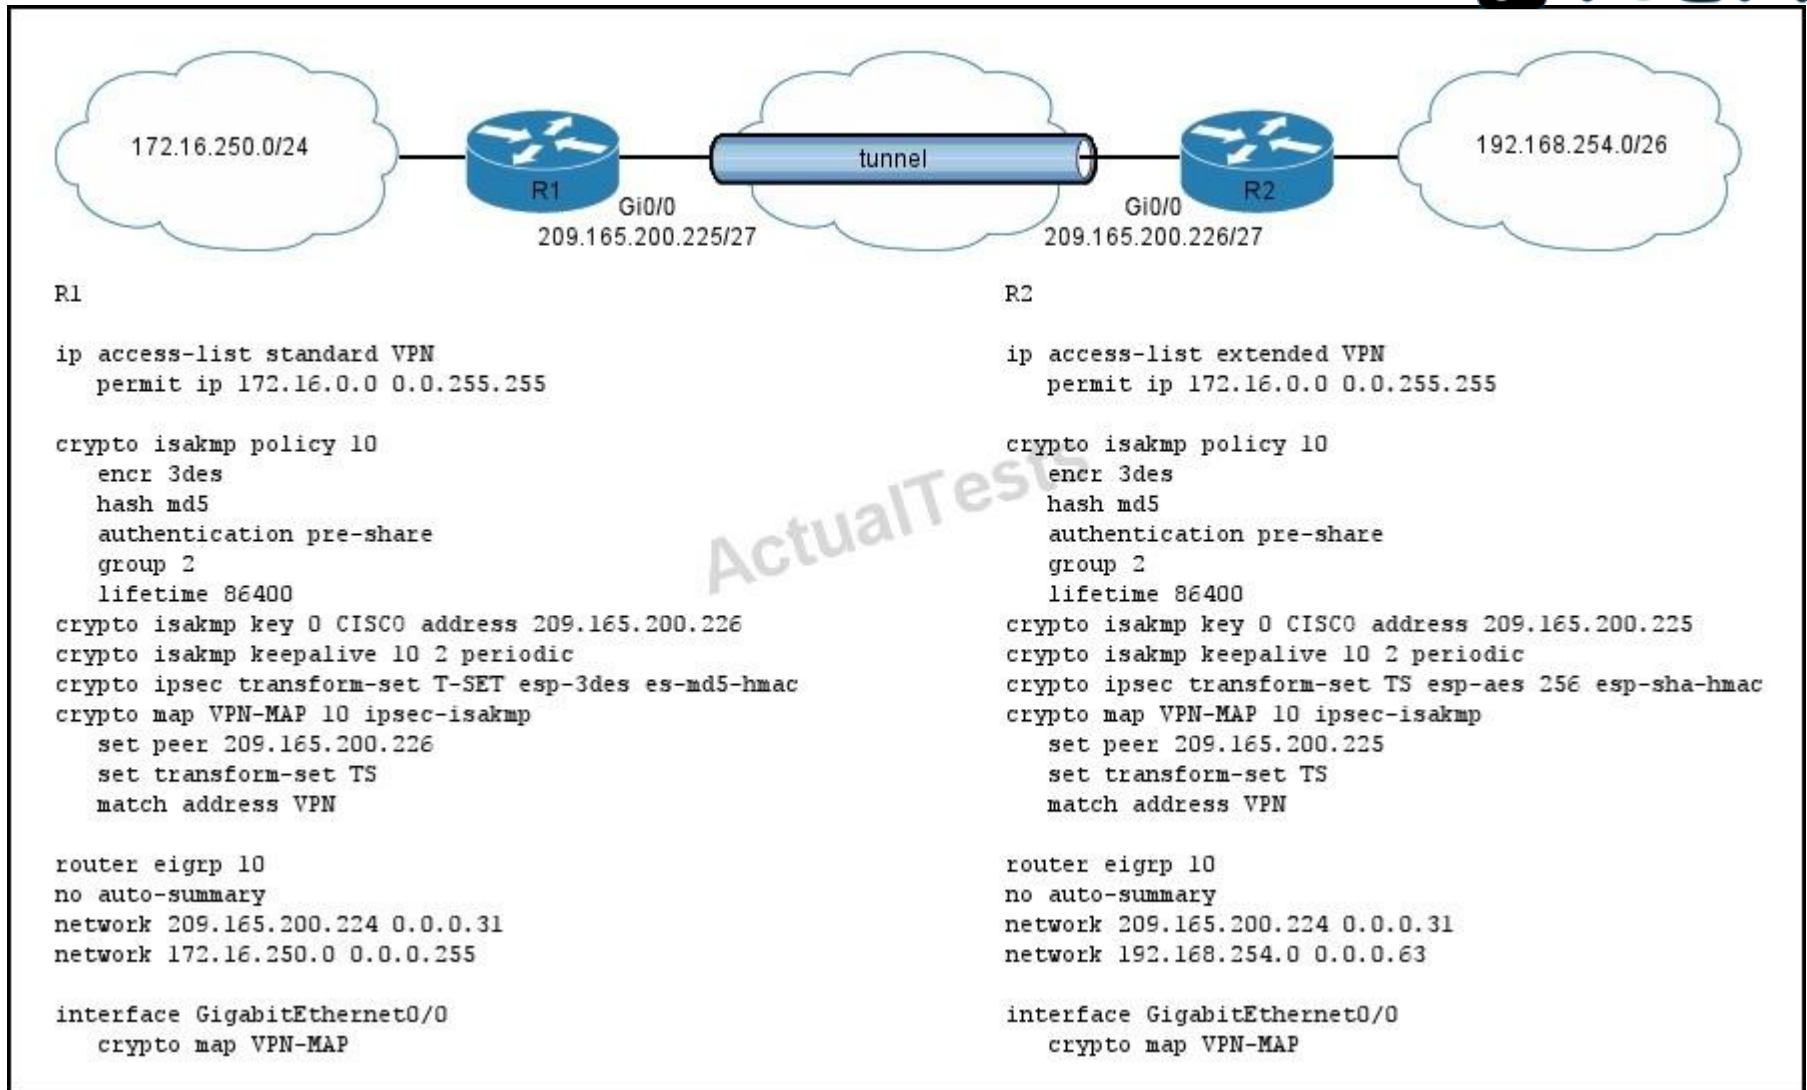 172.16.250.0/24
R1
tunnel
R2
192.168.254.0/26
Gi0/0
209.165.200.225/27
Gi0/0
209.165.200.226/27
R1
ip access-list standard VPN
permit ip 172.16.0.0 0.0.255.255
crypto isakmp policy 10
encr 3des
hash md5
authentication pre-share
group 2
lifetime 86400
crypto isakmp key 0 CISCO address 209.165.200.226
crypto isakmp keepalive 10 2 periodic
crypto ipsec transform-set T-SET esp-3des es-md5-hmac
crypto map VPN-MAP 10 ipsec-isakmp
set peer 209.165.200.226
set transform-set TS
match address VPN
router eigrp 10
no auto-summary
network 209.165.200.224 0.0.0.31
network 172.16.250.0 0.0.0.255
interface GigabitEthernet0/0
crypto map VPN-MAP
R2
ip access-list extended VPN
permit ip 172.16.0.0 0.0.255.255
crypto isakmp policy 10
encr 3des
hash md5
authentication pre-share
group 2
lifetime 86400
crypto isakmp key 0 CISCO address 209.165.200.225
crypto isakmp keepalive 10 2 periodic
crypto ipsec transform-set TS esp-aes 256 esp-sha-hmac
crypto map VPN-MAP 10 ipsec-isakmp
set peer 209.165.200.225
set transform-set TS
match address VPN
router eigrp 10
no auto-summary
network 209.165.200.224 0.0.0.31
network 192.168.254.0 0.0.0.63
interface GigabitEthernet0/0
crypto map VPN-MAP
ActualTests